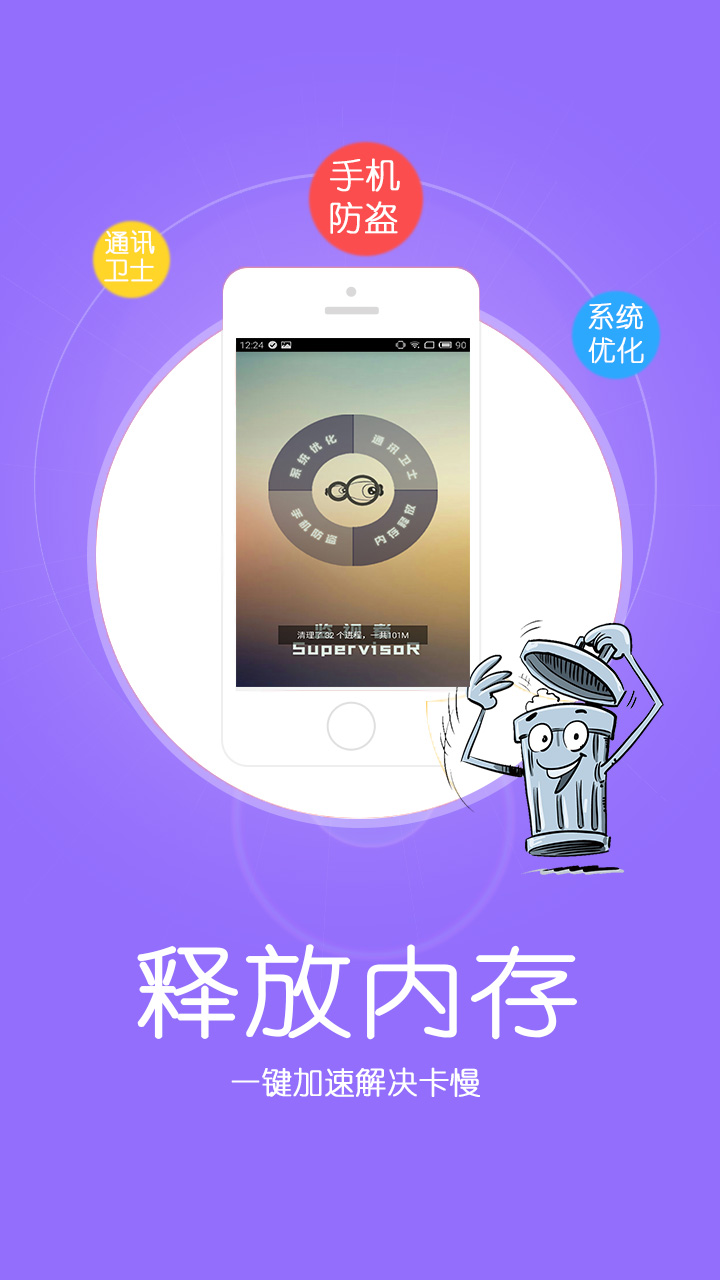 手机
防盗
通讯
卫士
系统
优化
12:24
90
系统优化
通讯卫士
手机防盗
内存释放
监视者
清理了32个进程，一共101M
SupervisoR
释放内存
一键加速解决卡慢